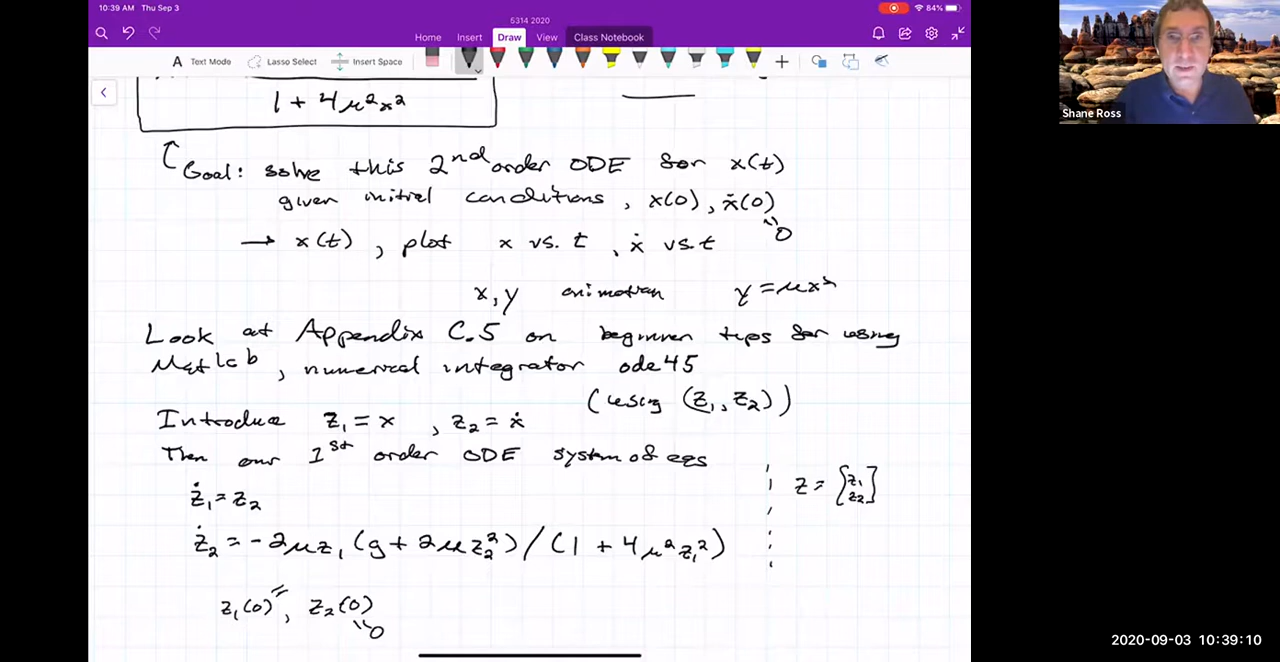 10:39 AM Thu Sep 3
84%
5314 2020
Home Insert Draw View Class Notebook
A Text Mode Lasso Select Insert Space
1 + 4μ²x²
Goal: solve this 2nd order ODE for x(t)
given initial conditions, x(0), ẋ(0)
= 0
→ x(t), plot x vs. t, ẋ vs. t
x, y animation y = μx²
Look at Appendix C.5 on beginner tips for using
Matlab, numerical integrator ode45
(using (z₁, z₂))
Introduce z₁ = x, z₂ = ẋ
Then our 1st order ODE system of eqs
ż₁ = z₂
z = [z₁ z₂]
ż₂ = -2μz₁(g + 2μz₂²)/(1 + 4μ²z₁²)
z₁(0) =, z₂(0)
= 0
Shane Ross
2020-09-03 10:39:10